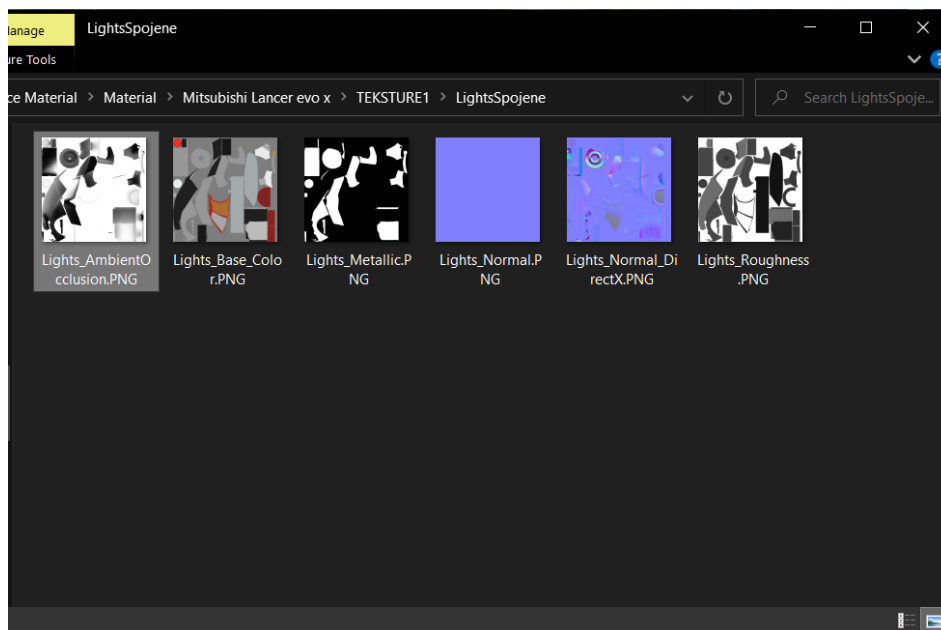 Manage
LightsSpojene
ure Tools
ce Material > Material > Mitsubishi Lancer evo x > TEKSTURE1 > LightsSpojene
Search LightsSpoje...
Lights_AmbientO
cclusion.PNG
Lights_Base_Colo
r.PNG
Lights_Metallic.P
NG
Lights_Normal.P
NG
Lights_Normal_Di
rectX.PNG
Lights_Roughness
.PNG